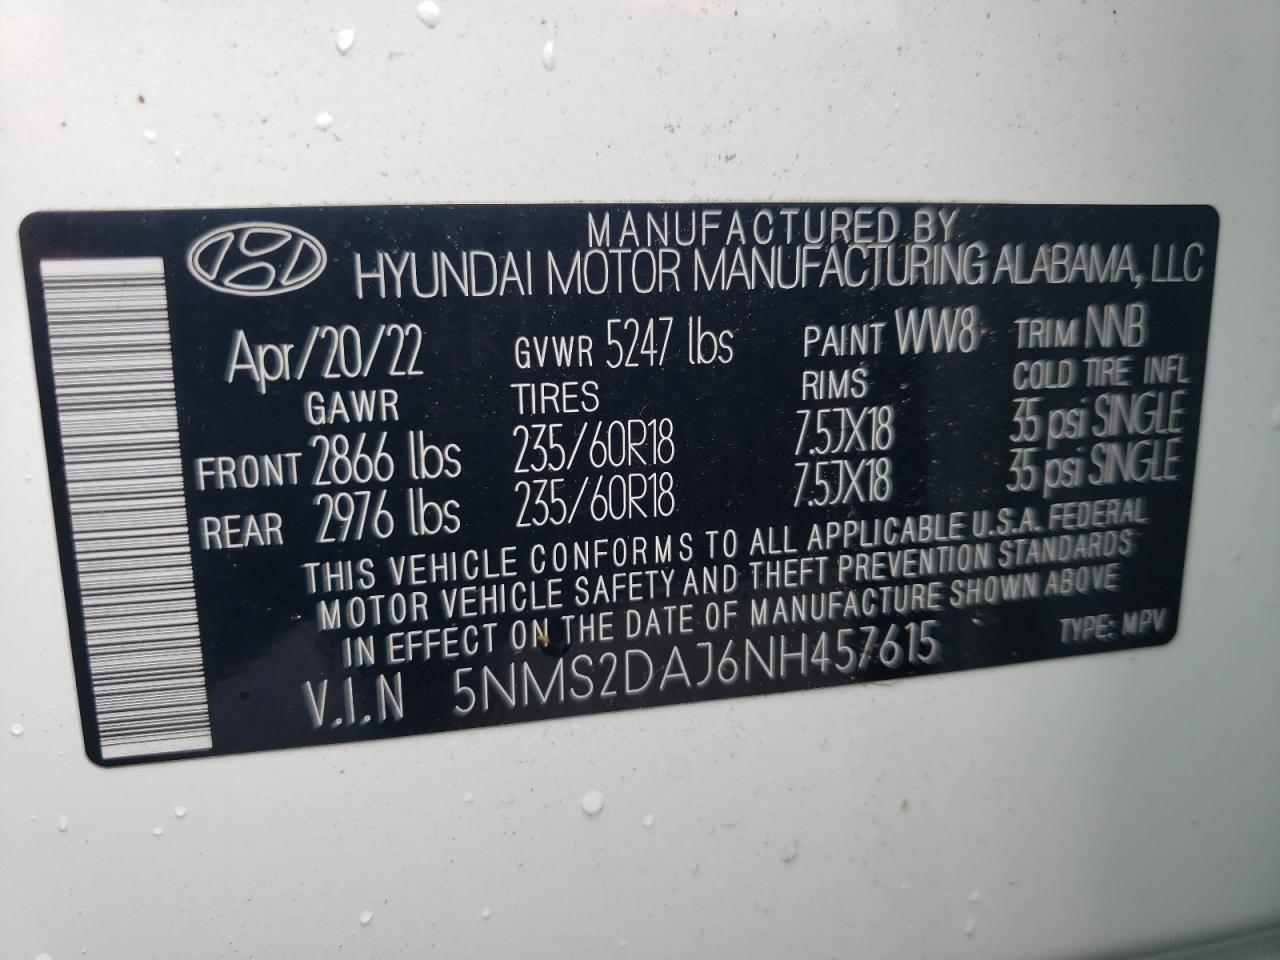 MANUFACTURED BY
HYUNDAI MOTOR MANUFACTURING ALABAMA, LLC
Apr/20/22 GVWR 5247 lbs PAINT WW8 TRIM NNB
GAWR TIRES RIMS COLD TIRE INFL
FRONT 2866 lbs 235/60R18 7.5JX18 35 psi SINGLE
REAR 2976 lbs 235/60R18 7.5JX18 35 psi SINGLE
THIS VEHICLE CONFORMS TO ALL APPLICABLE U.S.A. FEDERAL
MOTOR VEHICLE SAFETY AND THEFT PREVENTION STANDARDS
IN EFFECT ON THE DATE OF MANUFACTURE SHOWN ABOVE
V.I.N 5NMS2DAJ6NH457615 TYPE: MPV